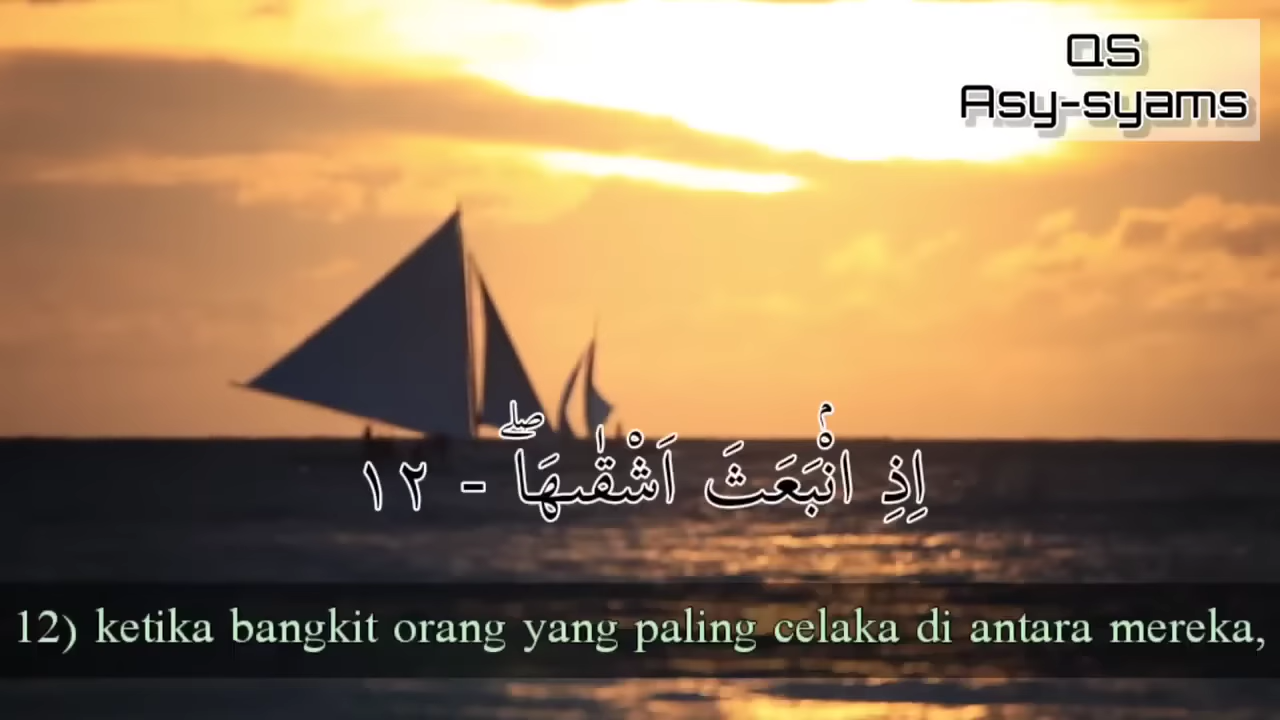 QS
Asy-syams
اِذِ انْۢبَعَثَ اَشْقٰىهَاۖ - ١٢
12) ketika bangkit orang yang paling celaka di antara mereka,